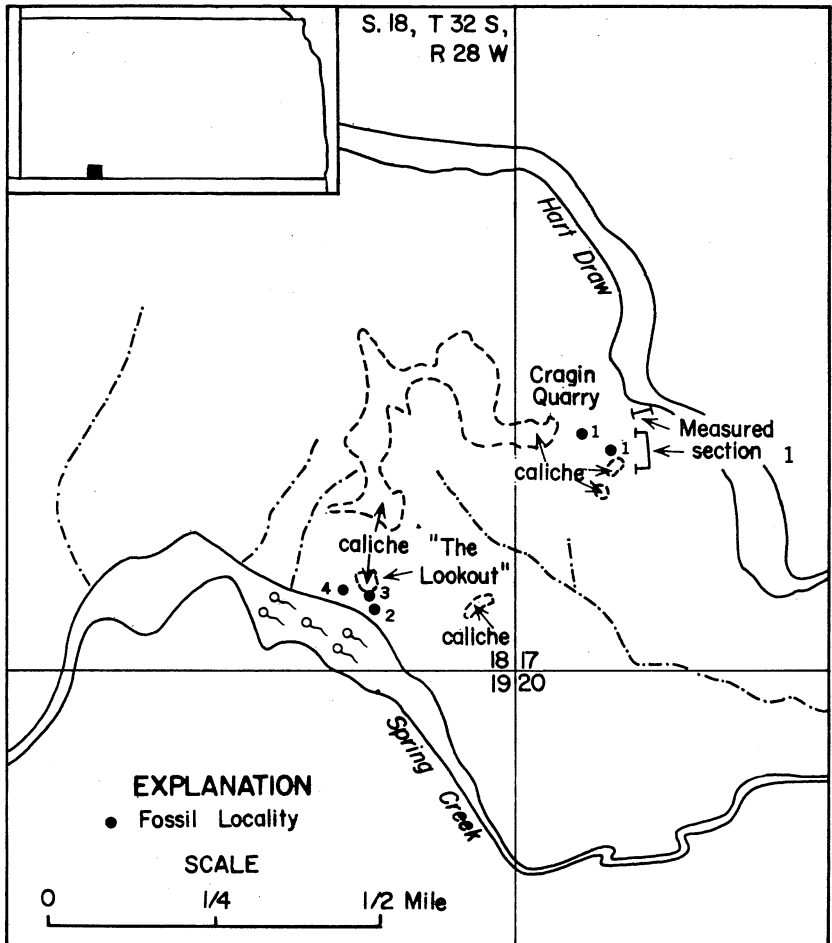 S. 18, T 32 S,
R 28 W
Hart Draw
Cragin
Quarry
1
1
Measured
section 1
caliche
caliche
"The
Lookout"
4
3
2
caliche
18 17
19 20
Spring Creek
EXPLANATION
● Fossil Locality
SCALE
0 1/4 1/2 Mile